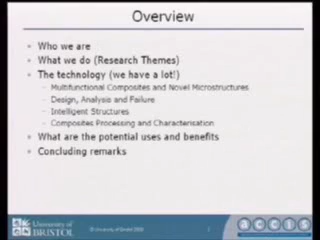 Overview
Who we are
What we do (Research Themes)
The technology (we have a lot!)
Multifunctional Composites and Novel Microstructures
Design, Analysis and Failure
Intelligent Structures
Composites Processing and Characterisation
What are the potential uses and benefits
Concluding remarks
University of
BRISTOL
accis